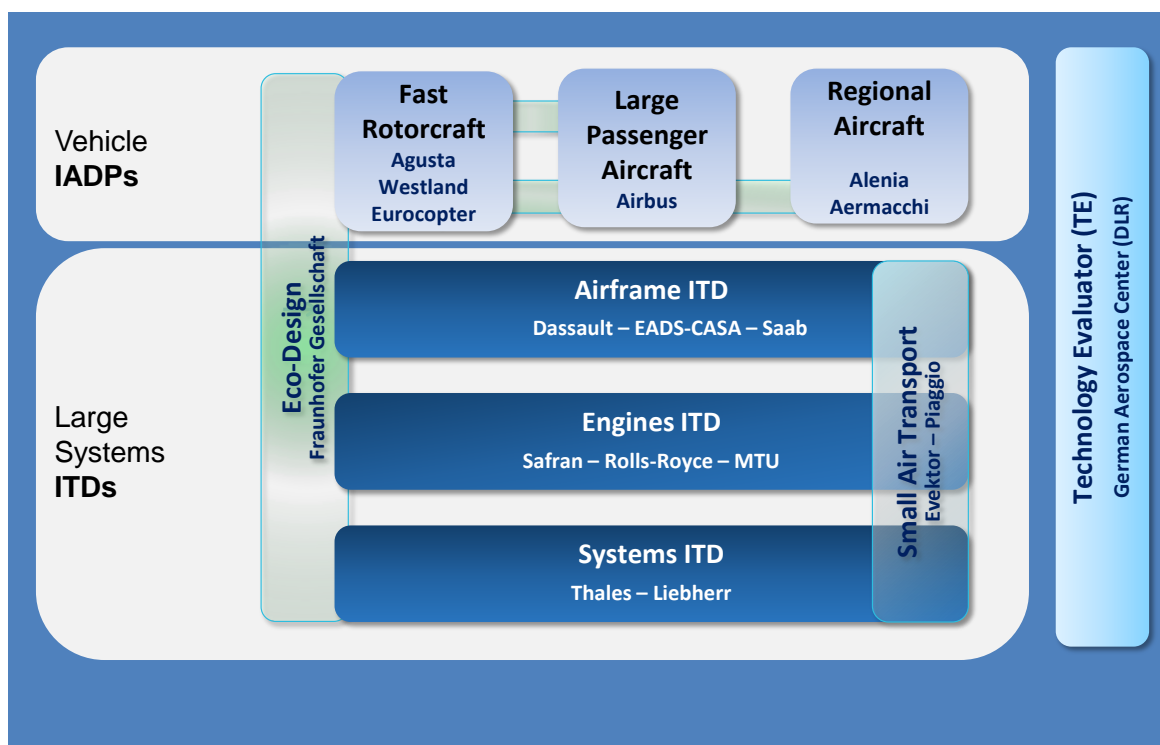 Vehicle
IADPs
Fast
Rotorcraft
Agusta
Westland
Eurocopter
Large
Passenger
Aircraft
Airbus
Regional
Aircraft
Alenia
Aermacchi
Large
Systems
ITDs
Eco-Design
Fraunhofer Gesellschaft
Airframe ITD
Dassault – EADS-CASA – Saab
Engines ITD
Safran – Rolls-Royce – MTU
Systems ITD
Thales – Liebherr
Small Air Transport
Evektor – Piaggio
Technology Evaluator (TE)
German Aerospace Center (DLR)